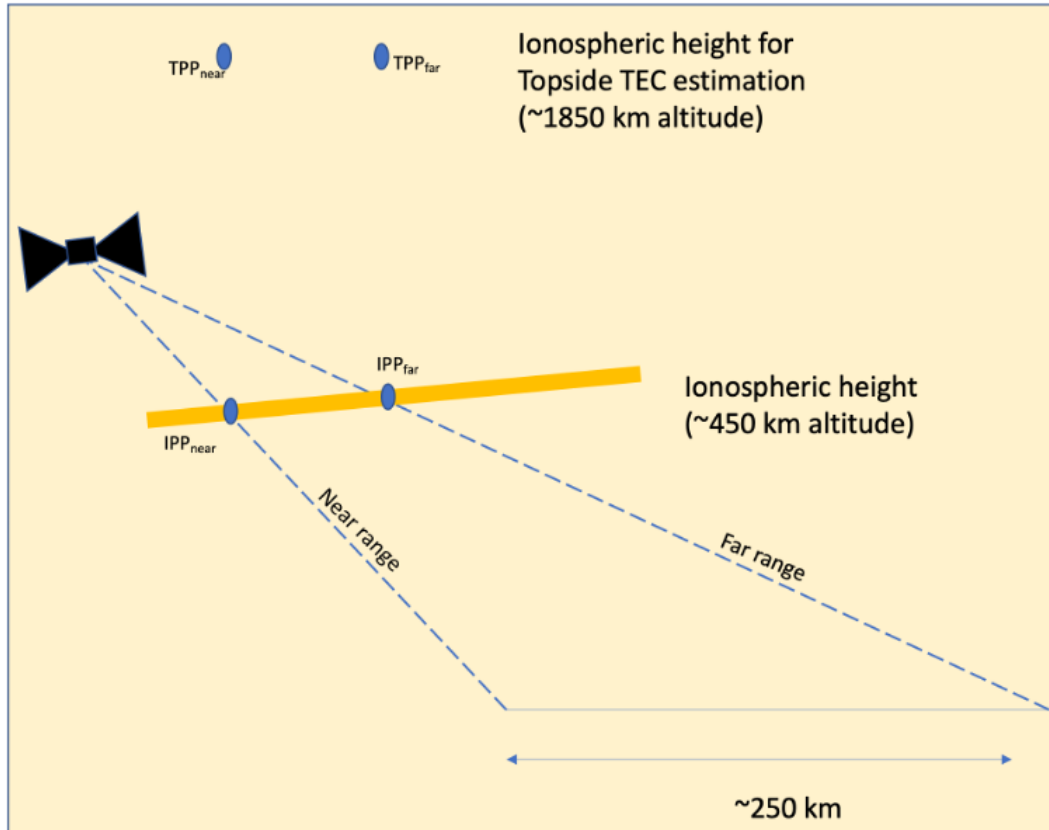 TPPnear
TPPfar
Ionospheric height for
Topside TEC estimation
(~1850 km altitude)
IPPfar
IPPnear
Ionospheric height
(~450 km altitude)
Near range
Far range
~250 km